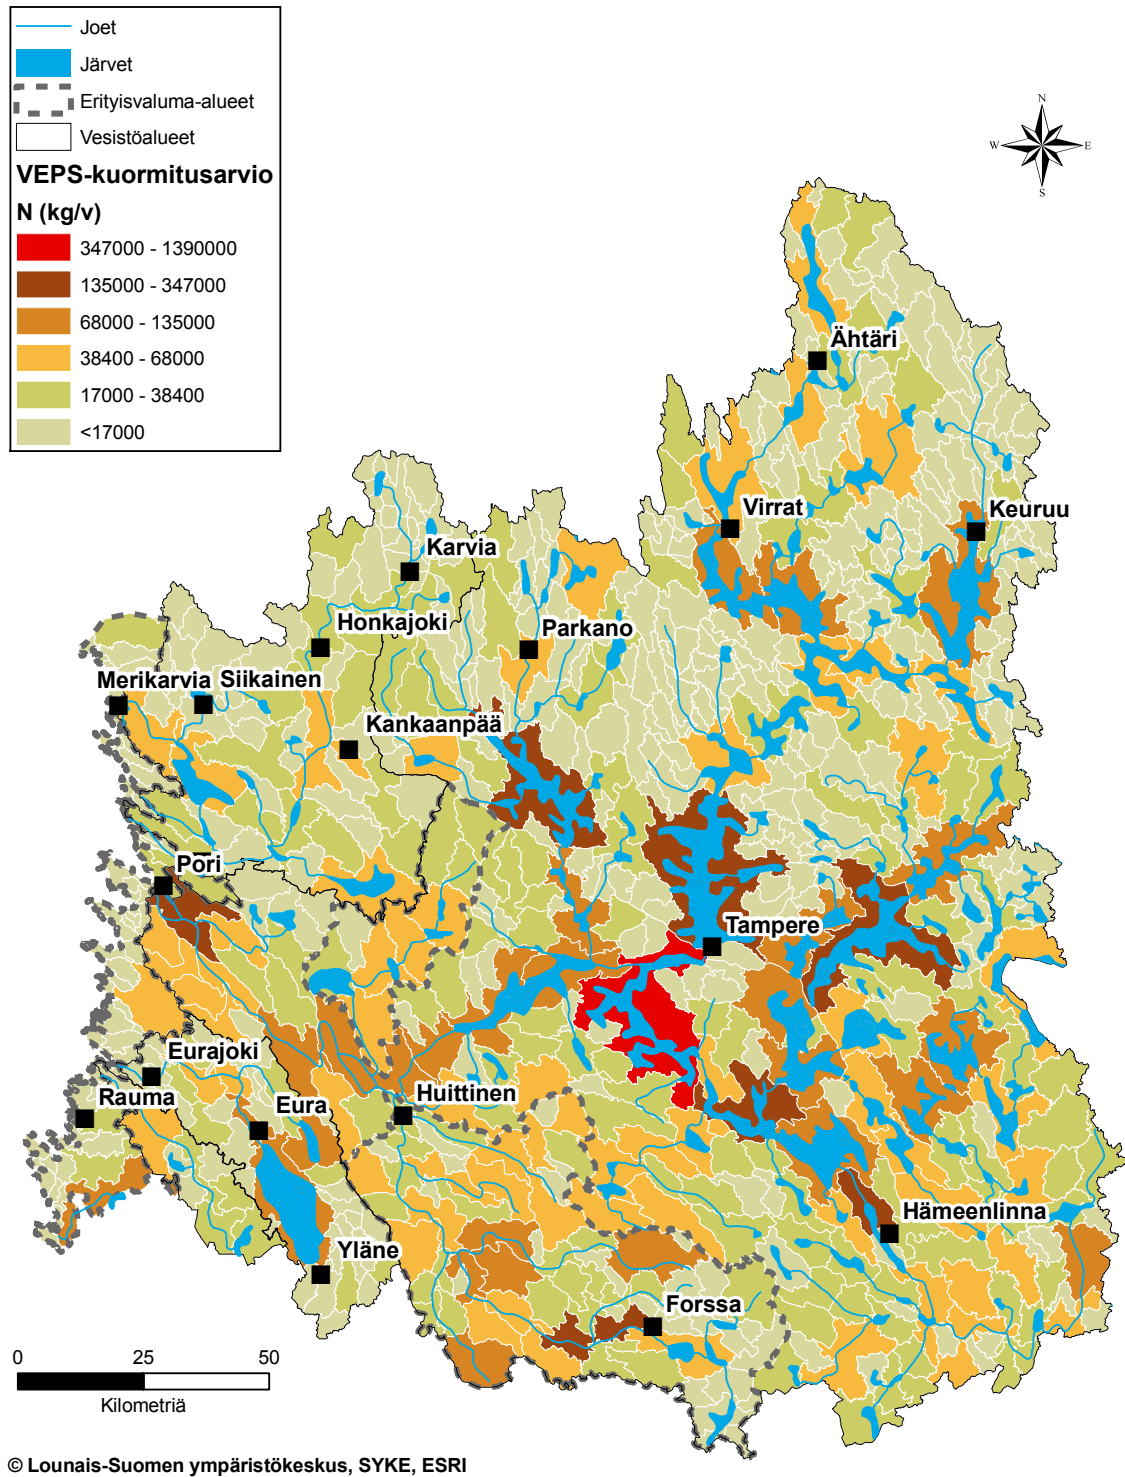 Joet
Järvet
Erityisvaluma-alueet
Vesistöalueet
VEPS-kuormitusarvio
N (kg/v)
347000 - 1390000
135000 - 347000
68000 - 135000
38400 - 68000
17000 - 38400
<17000
N
W
E
S
Ähtäri
Virrat
Keuruu
Karvia
Honkajoki
Parkano
Merikarvia
Siikainen
Kankaanpää
Pori
Tampere
Eurajoki
Rauma
Eura
Huittinen
Hämeenlinna
Yläne
Forssa
0 25 50
Kilometriä
© Lounais-Suomen ympäristökeskus, SYKE, ESRI